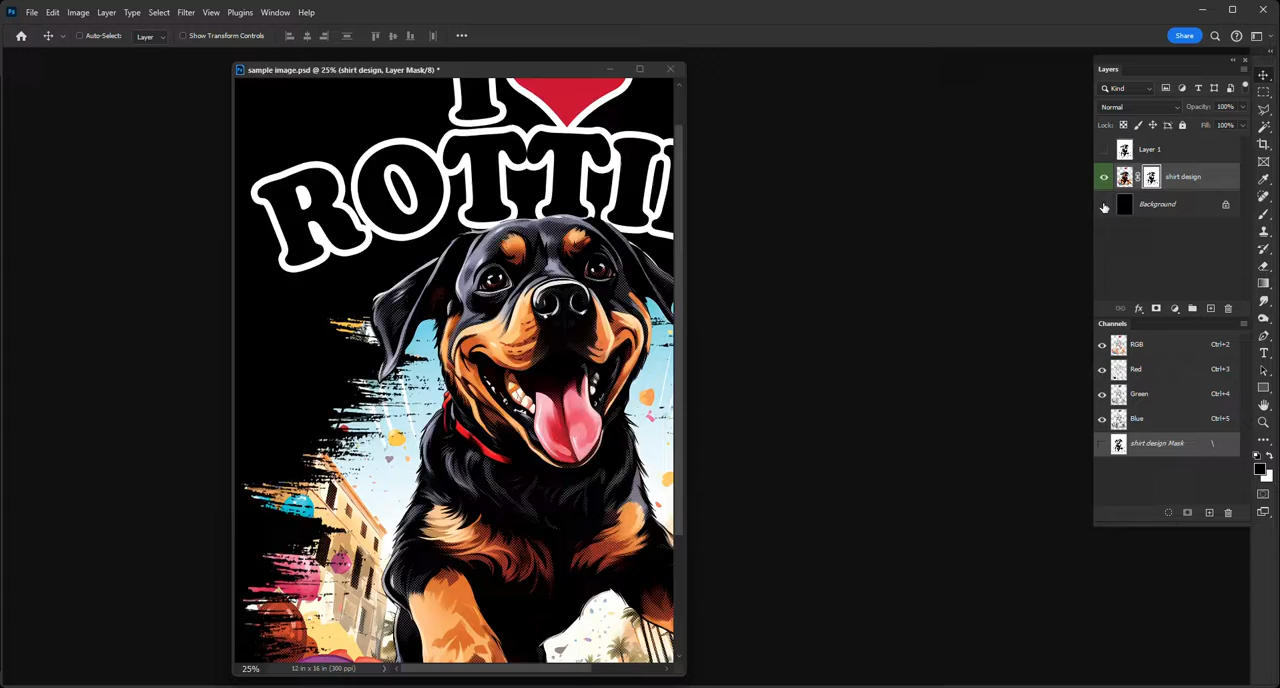 File Edit Image Layer Type Select Filter View Plugins Window Help
Auto-Select: Layer Show Transform Controls Share
sample image.psd @ 25% (shirt design, Layer Mask/8) *
I
ROTTI
25% 12 in x 16 in (300 ppi)
Layers
Kind
Normal Opacity: 100%
Lock: Fill: 100%
Layer 1
shirt design
Background
fx
Channels
RGB Ctrl+2
Red Ctrl+3
Green Ctrl+4
Blue Ctrl+5
shirt design Mask \